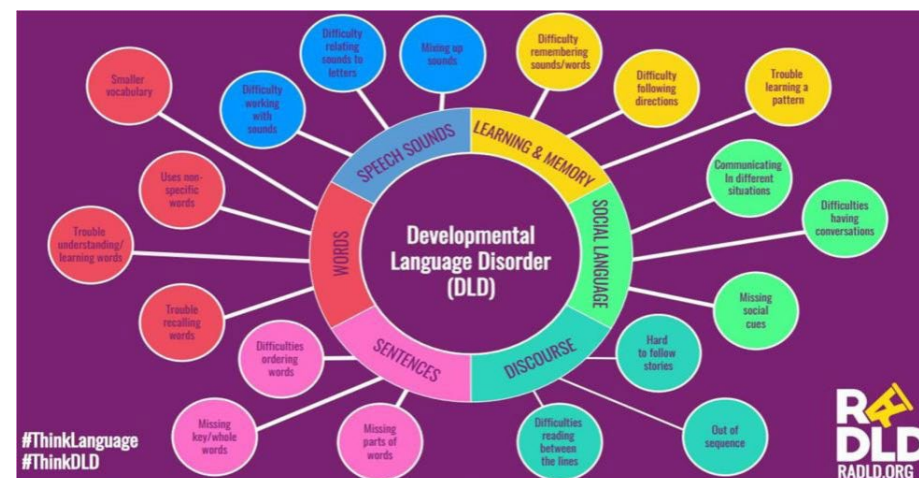 Difficulty
relating
sounds to
letters
Mixing up
sounds
Difficulty
remembering
sounds/words
Smaller
vocabulary
Difficulty
working
with
sounds
Difficulty
following
directions
Trouble
learning a
pattern
SPEECH SOUNDS
LEARNING & MEMORY
Uses non-
specific
words
Communicating
In different
situations
Trouble
understanding/
learning words
WORDS
Developmental
Language Disorder
(DLD)
SOCIAL LANGUAGE
Difficulties
having
conversations
Trouble
recalling
words
Missing
social
cues
Difficulties
ordering
words
SENTENCES
DISCOURSE
Hard
to follow
stories
Missing
key/whole
words
Missing
parts of
words
Difficulties
reading
between
the lines
Out of
sequence
#ThinkLanguage
#ThinkDLD
RADLD
RADLD.ORG